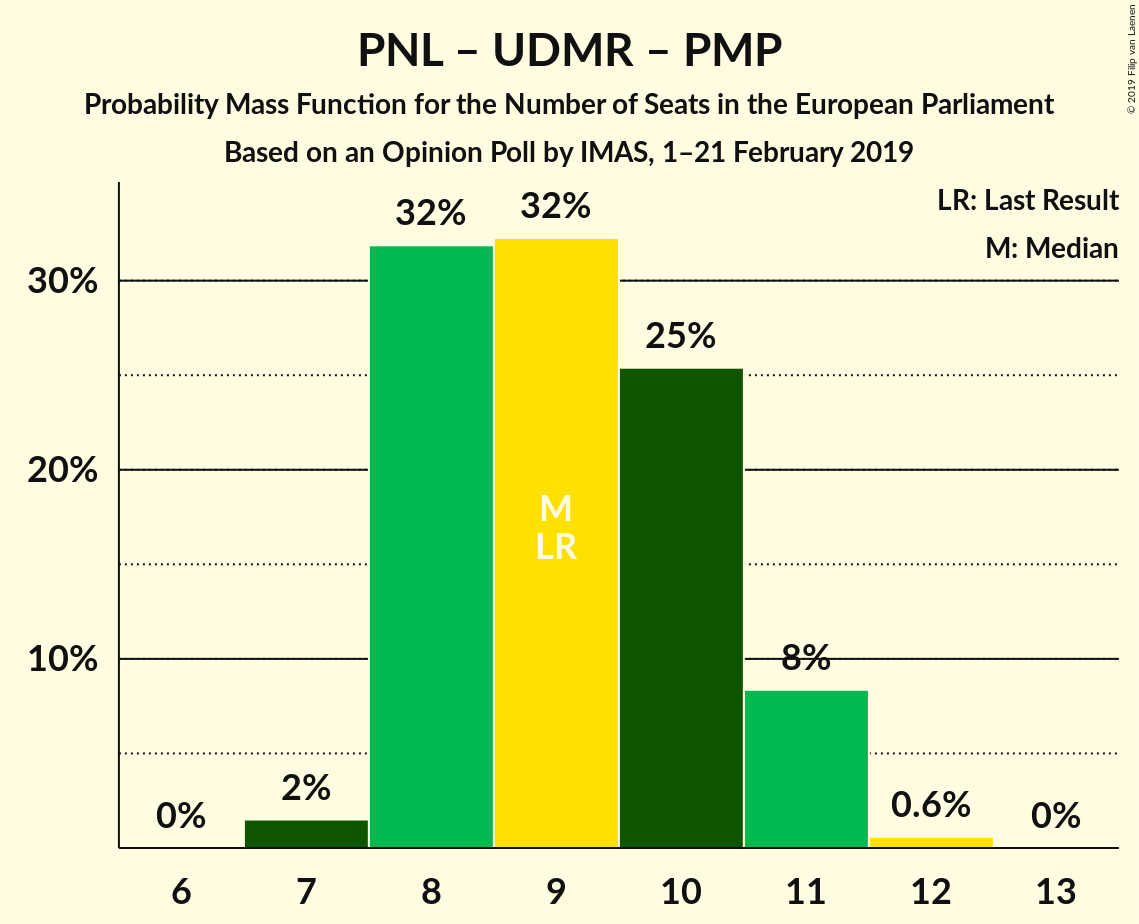 PNL – UDMR – PMP
Probability Mass Function for the Number of Seats in the European Parliament
Based on an Opinion Poll by IMAS, 1–21 February 2019
© 2019 Filip van Laenen
LR: Last Result
M: Median
30%
20%
10%
0%
2%
32%
32%
25%
8%
0.6%
0%
M
LR
6
7
8
9
10
11
12
13